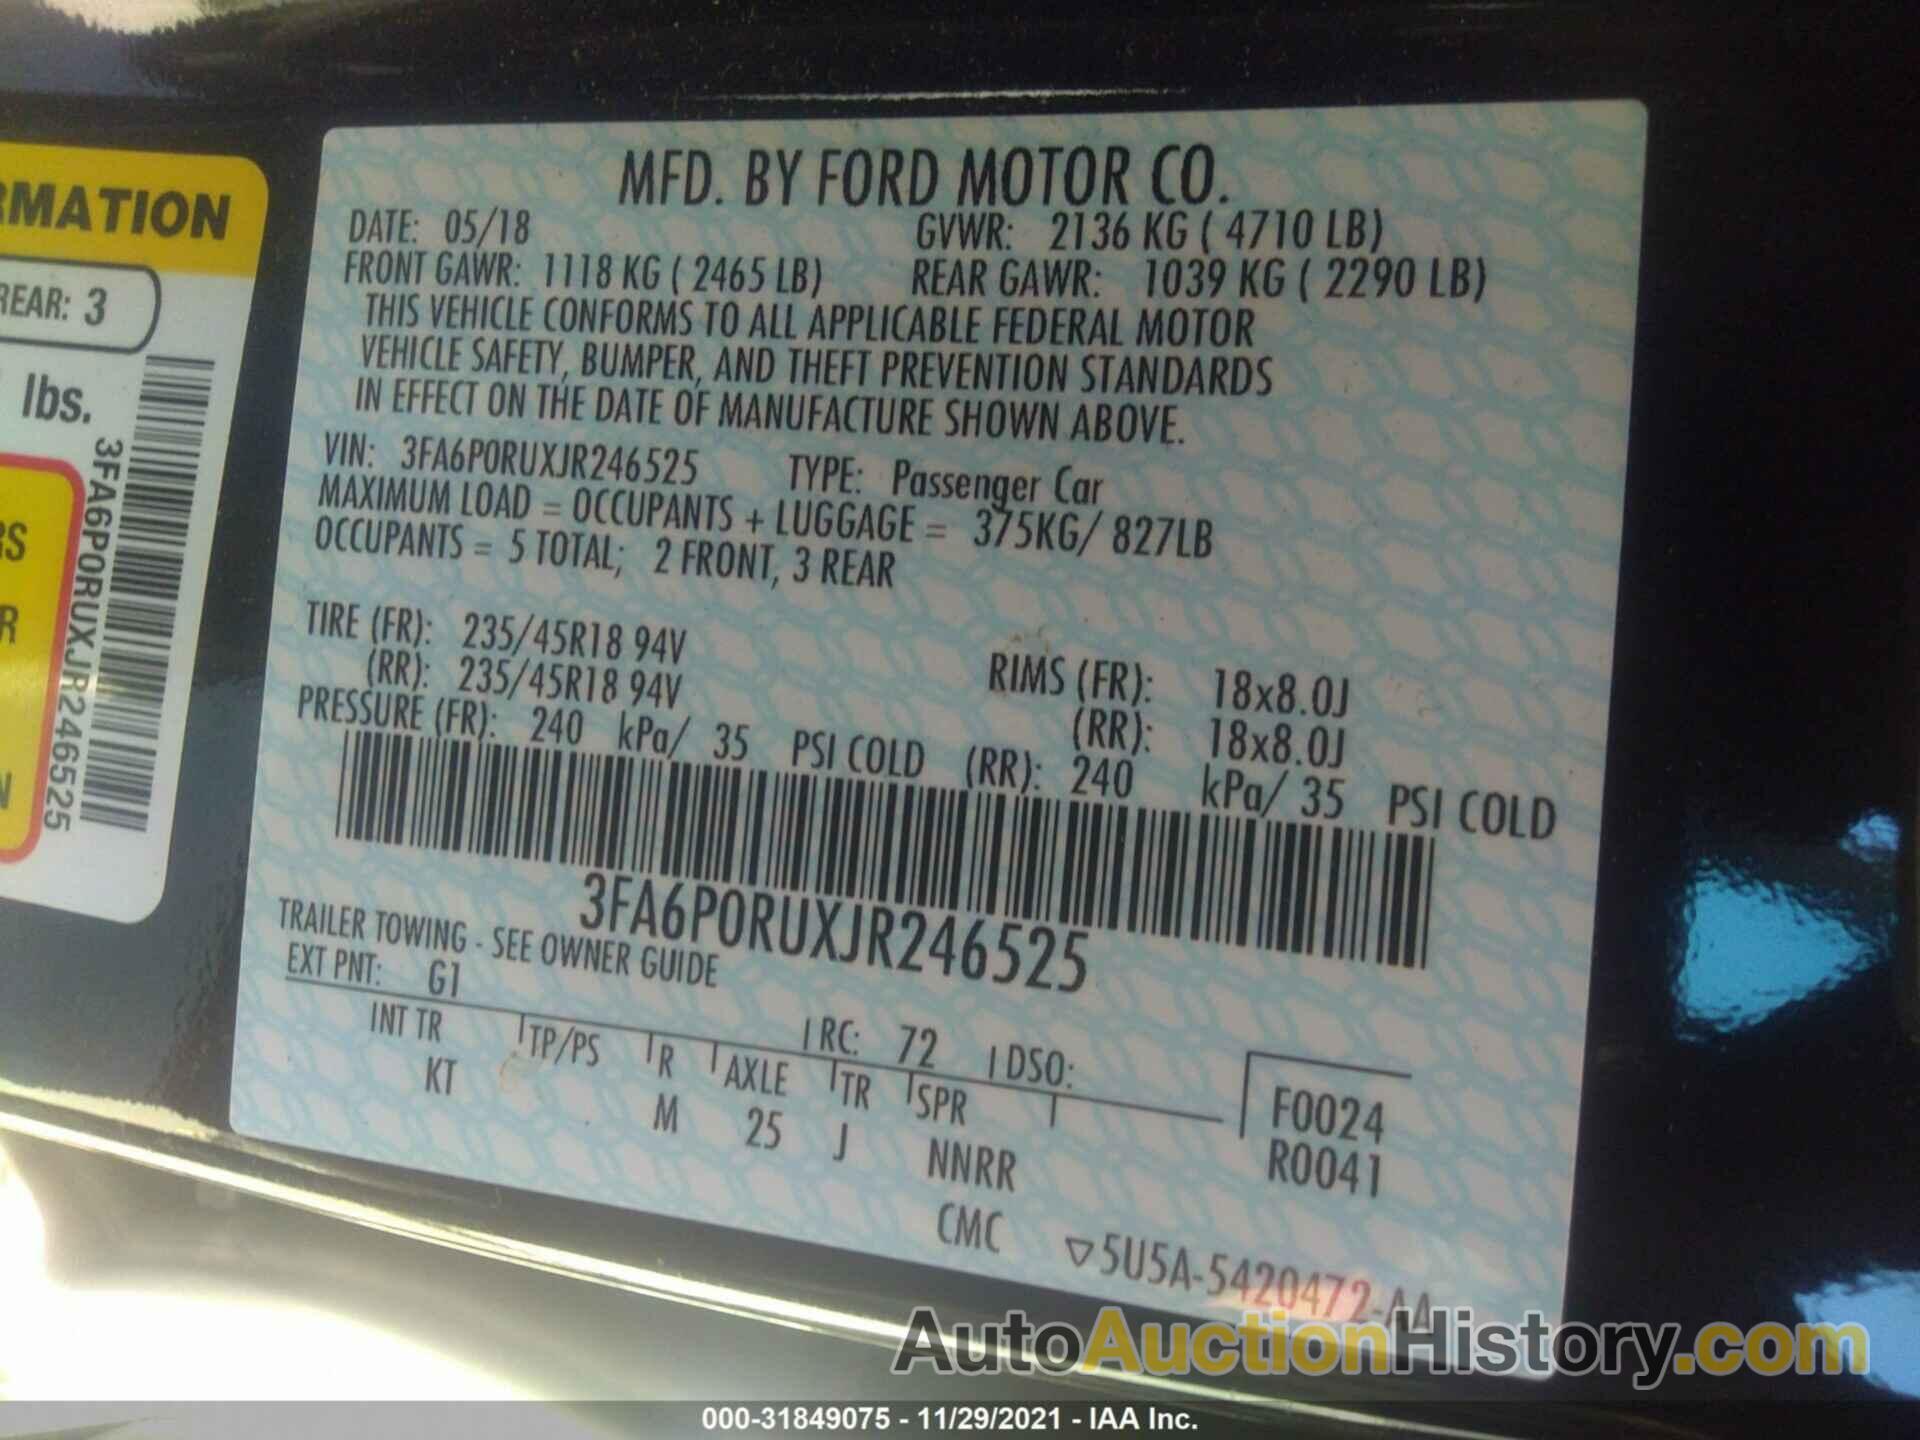 RMATION
REAR: 3
lbs.
3FA6P0RUXJR246525
RS
R
N
MFD. BY FORD MOTOR CO.
DATE: 05/18 GVWR: 2136 KG ( 4710 LB)
FRONT GAWR: 1118 KG ( 2465 LB) REAR GAWR: 1039 KG ( 2290 LB)
THIS VEHICLE CONFORMS TO ALL APPLICABLE FEDERAL MOTOR
VEHICLE SAFETY, BUMPER, AND THEFT PREVENTION STANDARDS
IN EFFECT ON THE DATE OF MANUFACTURE SHOWN ABOVE.
VIN: 3FA6P0RUXJR246525 TYPE: Passenger Car
MAXIMUM LOAD = OCCUPANTS + LUGGAGE = 375KG/ 827LB
OCCUPANTS = 5 TOTAL; 2 FRONT, 3 REAR
TIRE (FR): 235/45R18 94V RIMS (FR): 18x8.0J
(RR): 235/45R18 94V (RR): 18x8.0J
PRESSURE (FR): 240 kPa/ 35 PSI COLD (RR): 240 kPa/ 35 PSI COLD
3FA6P0RUXJR246525
TRAILER TOWING - SEE OWNER GUIDE
EXT PNT: G1 RC: 72 DSO:
INT TR TP/PS R AXLE TR SPR F0024
KT M 25 J NNRR R0041
CMC ▽5U5A-5420472-AA
AutoAuctionHistory.com
000-31849075 - 11/29/2021 - IAA Inc.